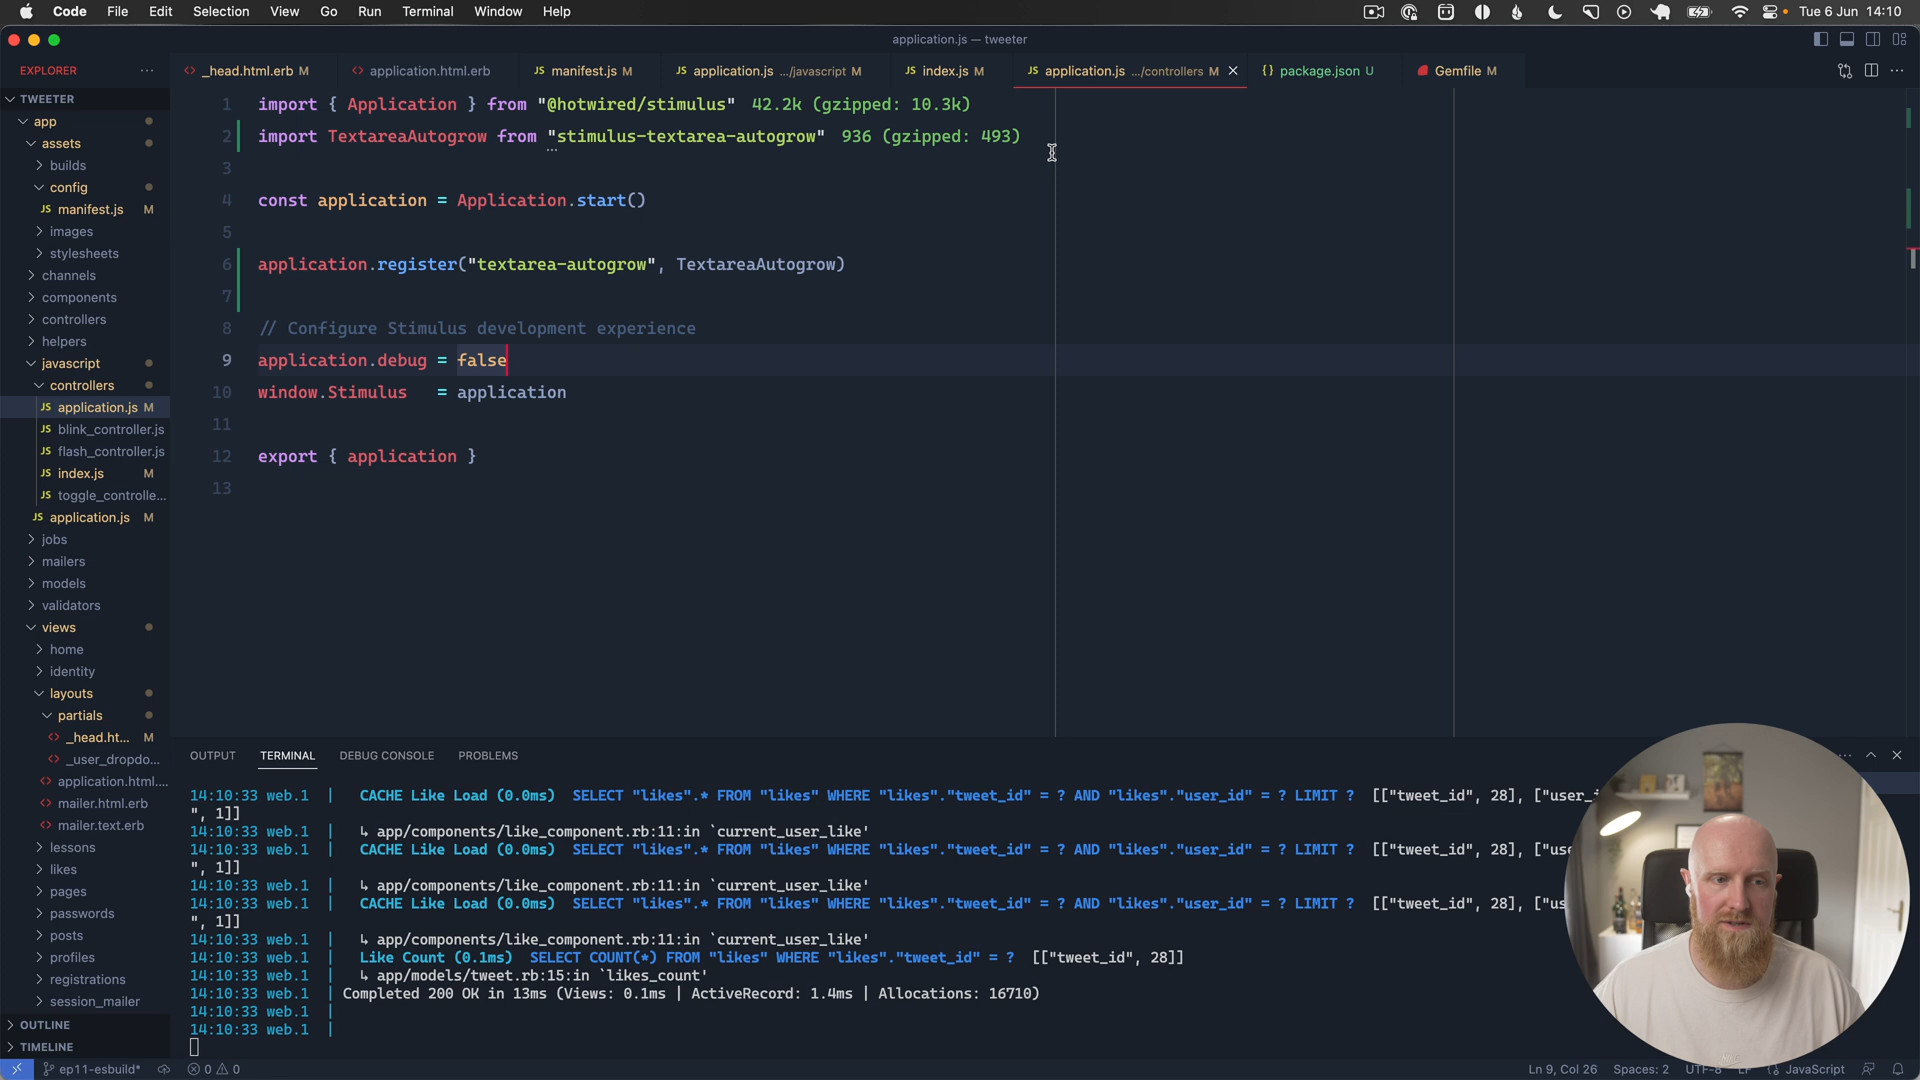 Code File Edit Selection View Go Run Terminal Window Help Tue 6 Jun 14:10
application.js — tweeter
EXPLORER
_head.html.erb M
application.html.erb
JS manifest.js M
JS application.js .../javascript M
JS index.js M
JS application.js .../controllers M
{} package.json U
Gemfile M
TWEETER
app
assets
builds
config
JS manifest.js M
images
stylesheets
channels
components
controllers
helpers
javascript
controllers
JS application.js M
JS blink_controller.js
JS flash_controller.js
JS index.js M
JS toggle_controlle...
JS application.js M
jobs
mailers
models
validators
views
home
identity
layouts
partials
_head.ht... M
_user_dropdo...
application.html....
mailer.html.erb
mailer.text.erb
lessons
likes
pages
passwords
posts
profiles
registrations
session_mailer
OUTLINE
TIMELINE
1 import { Application } from "@hotwired/stimulus" 42.2k (gzipped: 10.3k)
2 import TextareaAutogrow from "stimulus-textarea-autogrow" 936 (gzipped: 493)
3
4 const application = Application.start()
5
6 application.register("textarea-autogrow", TextareaAutogrow)
7
8 // Configure Stimulus development experience
9 application.debug = false
10 window.Stimulus = application
11
12 export { application }
13
OUTPUT TERMINAL DEBUG CONSOLE PROBLEMS
14:10:33 web.1 | CACHE Like Load (0.0ms) SELECT "likes".* FROM "likes" WHERE "likes"."tweet_id" = ? AND "likes"."user_id" = ? LIMIT ? [["tweet_id", 28], ["user_i
", 1]]
14:10:33 web.1 | ↳ app/components/like_component.rb:11:in `current_user_like'
14:10:33 web.1 | CACHE Like Load (0.0ms) SELECT "likes".* FROM "likes" WHERE "likes"."tweet_id" = ? AND "likes"."user_id" = ? LIMIT ? [["tweet_id", 28], ["use
", 1]]
14:10:33 web.1 | ↳ app/components/like_component.rb:11:in `current_user_like'
14:10:33 web.1 | CACHE Like Load (0.0ms) SELECT "likes".* FROM "likes" WHERE "likes"."tweet_id" = ? AND "likes"."user_id" = ? LIMIT ? [["tweet_id", 28], ["us
", 1]]
14:10:33 web.1 | ↳ app/components/like_component.rb:11:in `current_user_like'
14:10:33 web.1 | Like Count (0.1ms) SELECT COUNT(*) FROM "likes" WHERE "likes"."tweet_id" = ? [["tweet_id", 28]]
14:10:33 web.1 | ↳ app/models/tweet.rb:15:in `likes_count'
14:10:33 web.1 | Completed 200 OK in 13ms (Views: 0.1ms | ActiveRecord: 1.4ms | Allocations: 16710)
14:10:33 web.1 |
14:10:33 web.1 |
ep11-esbuild* 0 0 Ln 9, Col 26 Spaces: 2 UTF-8 LF {} JavaScript